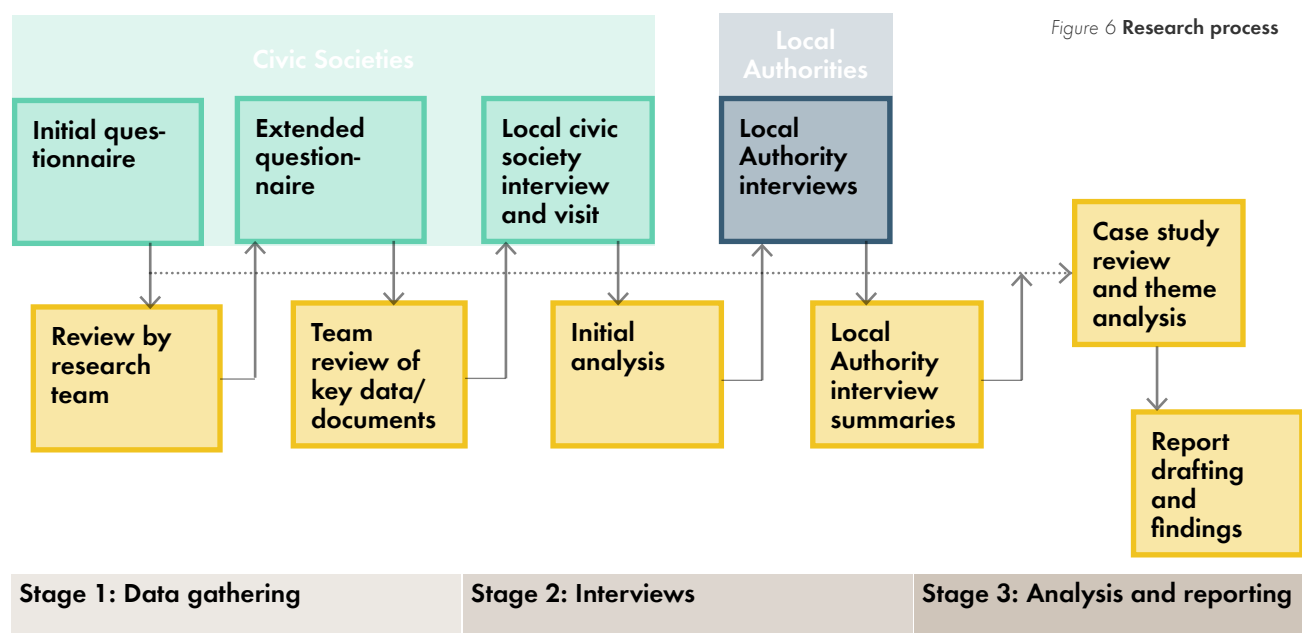 Figure 6 Research process
Civic Societies
Local
Authorities
Initial ques-
tionnaire
Extended
question-
naire
Local civic
society
interview
and visit
Local
Authority
interviews
Case study
review
and theme
analysis
Review by
research
team
Team
review of
key data/
documents
Initial
analysis
Local
Authority
interview
summaries
Report
drafting
and
findings
Stage 1: Data gathering
Stage 2: Interviews
Stage 3: Analysis and reporting